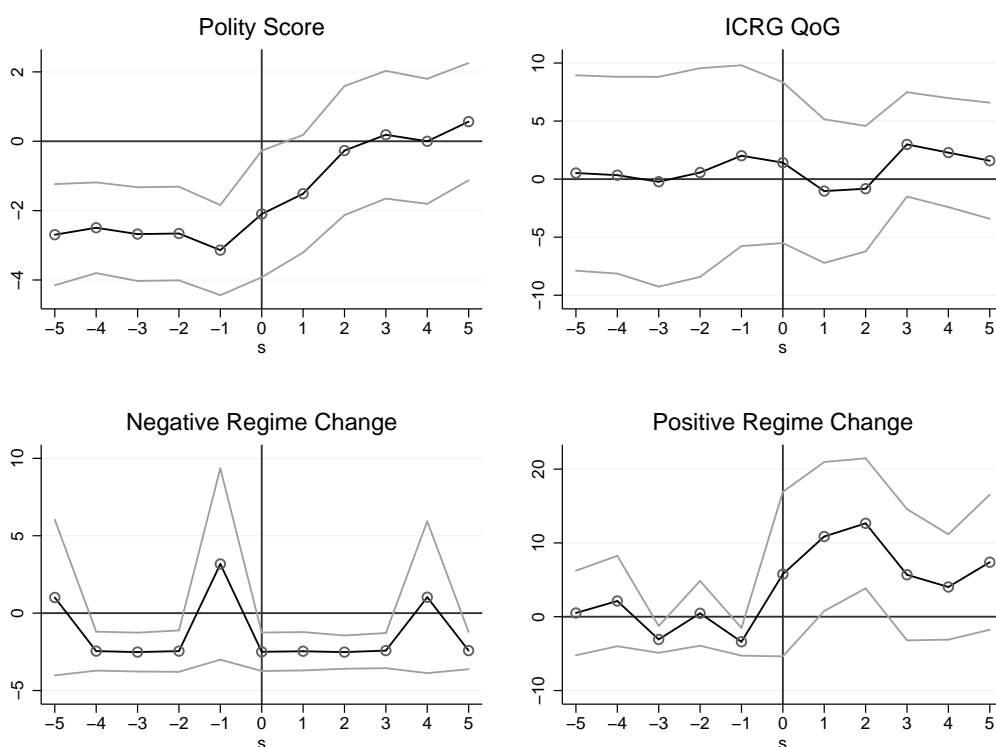 Polity Score
2
0
−2
−4
−5 −4 −3 −2 −1 0 1 2 3 4 5
s
ICRG QoG
10
5
0
−5
−10
−5 −4 −3 −2 −1 0 1 2 3 4 5
s
Negative Regime Change
10
5
0
−5
−5 −4 −3 −2 −1 0 1 2 3 4 5
s
Positive Regime Change
20
10
0
−10
−5 −4 −3 −2 −1 0 1 2 3 4 5
s